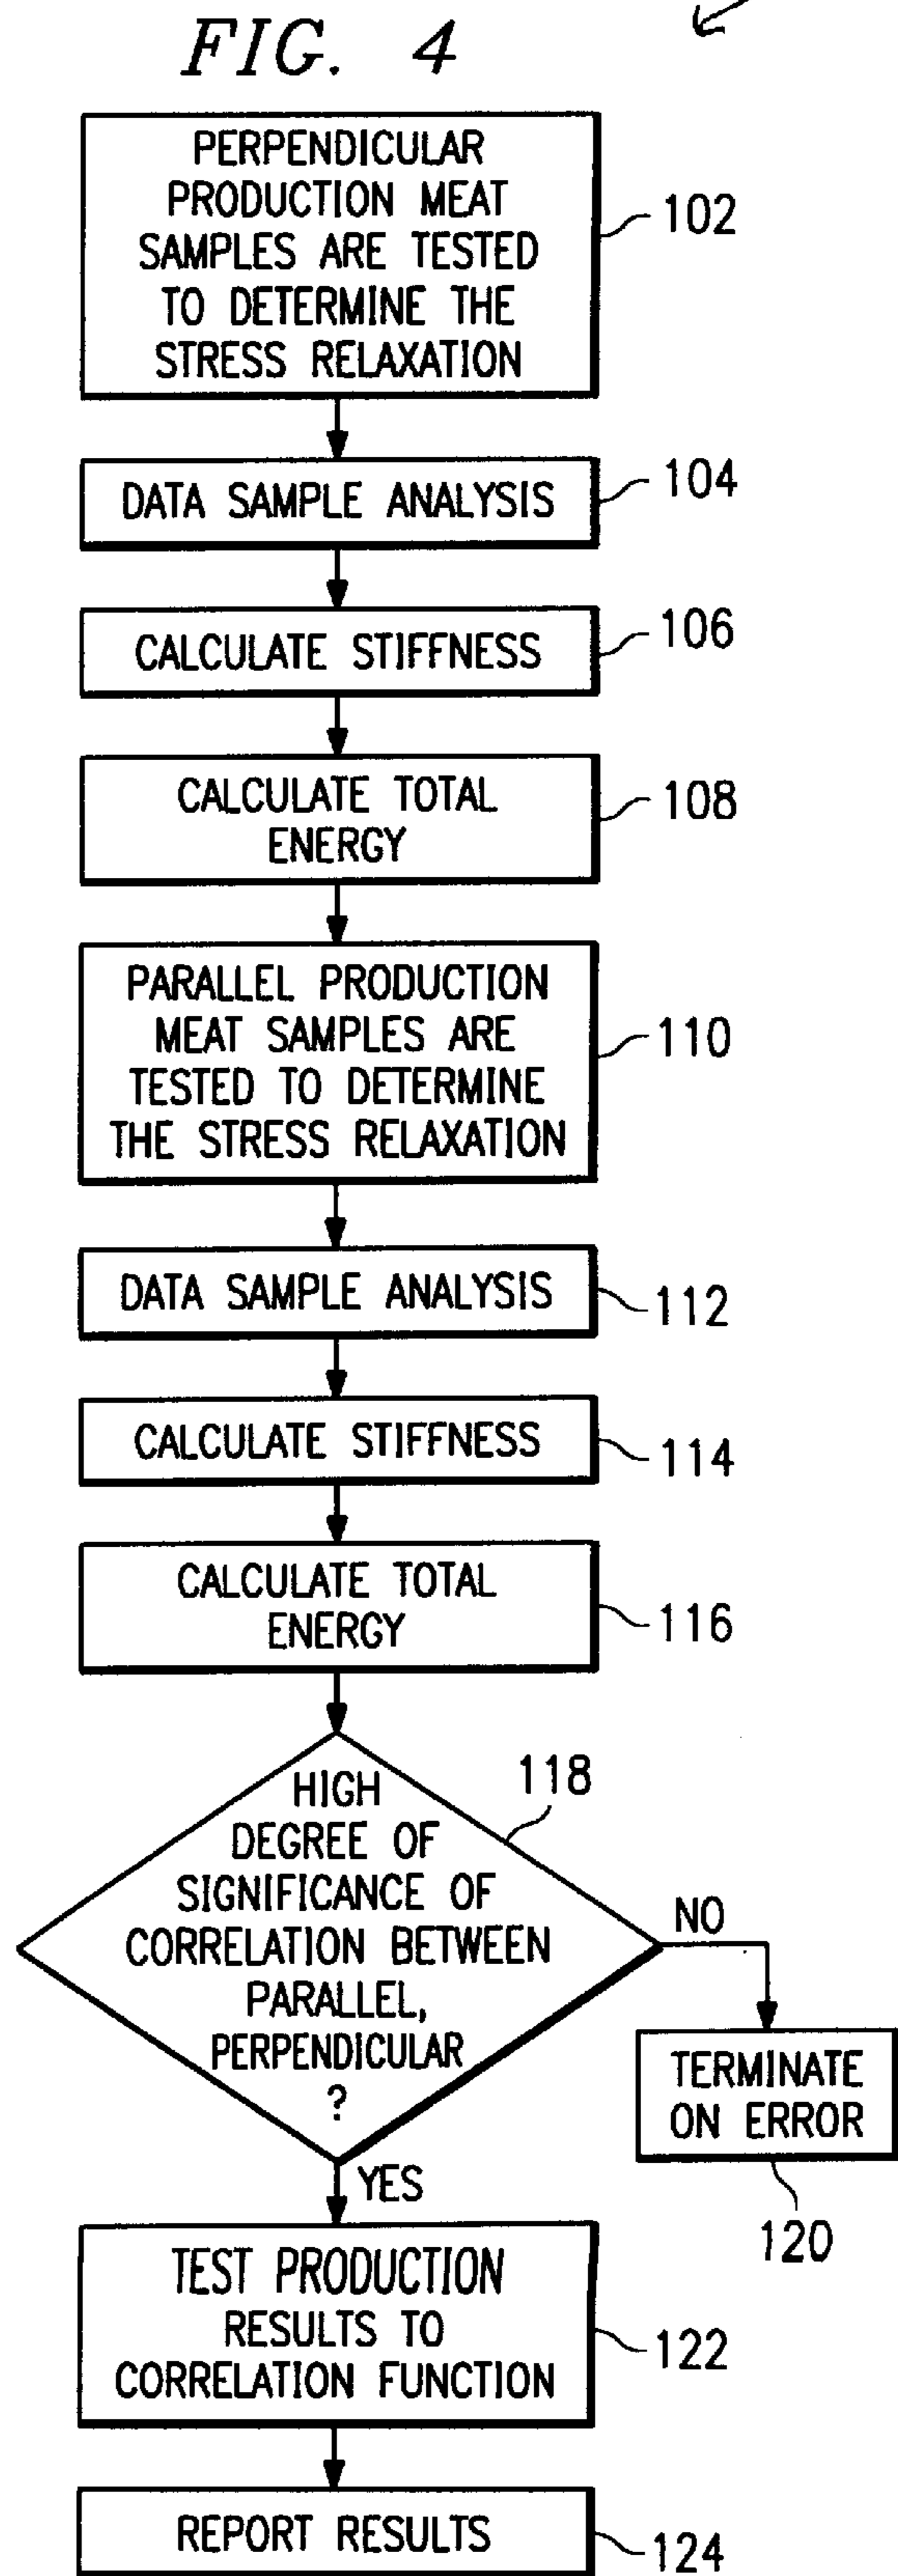 FIG. 4
PERPENDICULAR
PRODUCTION MEAT
SAMPLES ARE TESTED
TO DETERMINE THE
STRESS RELAXATION
102
DATA SAMPLE ANALYSIS
104
CALCULATE STIFFNESS
106
CALCULATE TOTAL
ENERGY
108
PARALLEL PRODUCTION
MEAT SAMPLES ARE
TESTED TO DETERMINE
THE STRESS RELAXATION
110
DATA SAMPLE ANALYSIS
112
CALCULATE STIFFNESS
114
CALCULATE TOTAL
ENERGY
116
HIGH
DEGREE OF
SIGNIFICANCE OF
CORRELATION BETWEEN
PARALLEL,
PERPENDICULAR
?
118
NO
TERMINATE
ON ERROR
120
YES
TEST PRODUCTION
RESULTS TO
CORRELATION FUNCTION
122
REPORT RESULTS
124